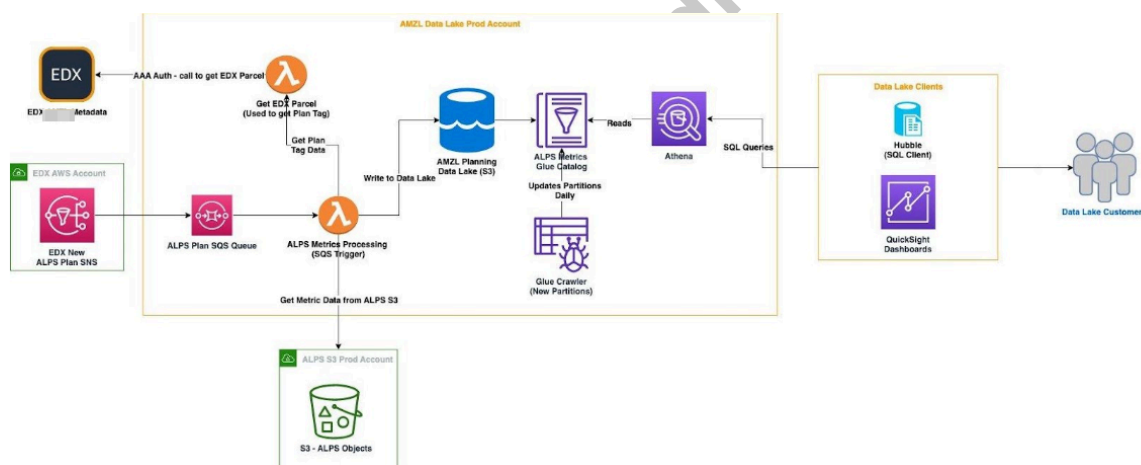 AMZL Data Lake Prod Account
EDX
AAA Auth - call to get EDX Parcel
EDX Metadata
Get EDX Parcel
(Used to get Plan Tag)
Get Plan
Tag Data
Write to Data Lake
AMZL Planning
Data Lake (S3)
ALPS Metrics
Glue Catalog
Reads
Athena
SQL Queries
Data Lake Clients
Hubble
(SQL Client)
QuickSight
Dashboards
Data Lake Customer
EDX AWS Account
EDX New
ALPS Plan SNS
ALPS Plan SQS Queue
ALPS Metrics Processing
(SQS Trigger)
Updates Partitions
Daily
Glue Crawler
(New Partitions)
Get Metric Data from ALPS S3
ALPS S3 Prod Account
S3 - ALPS Objects